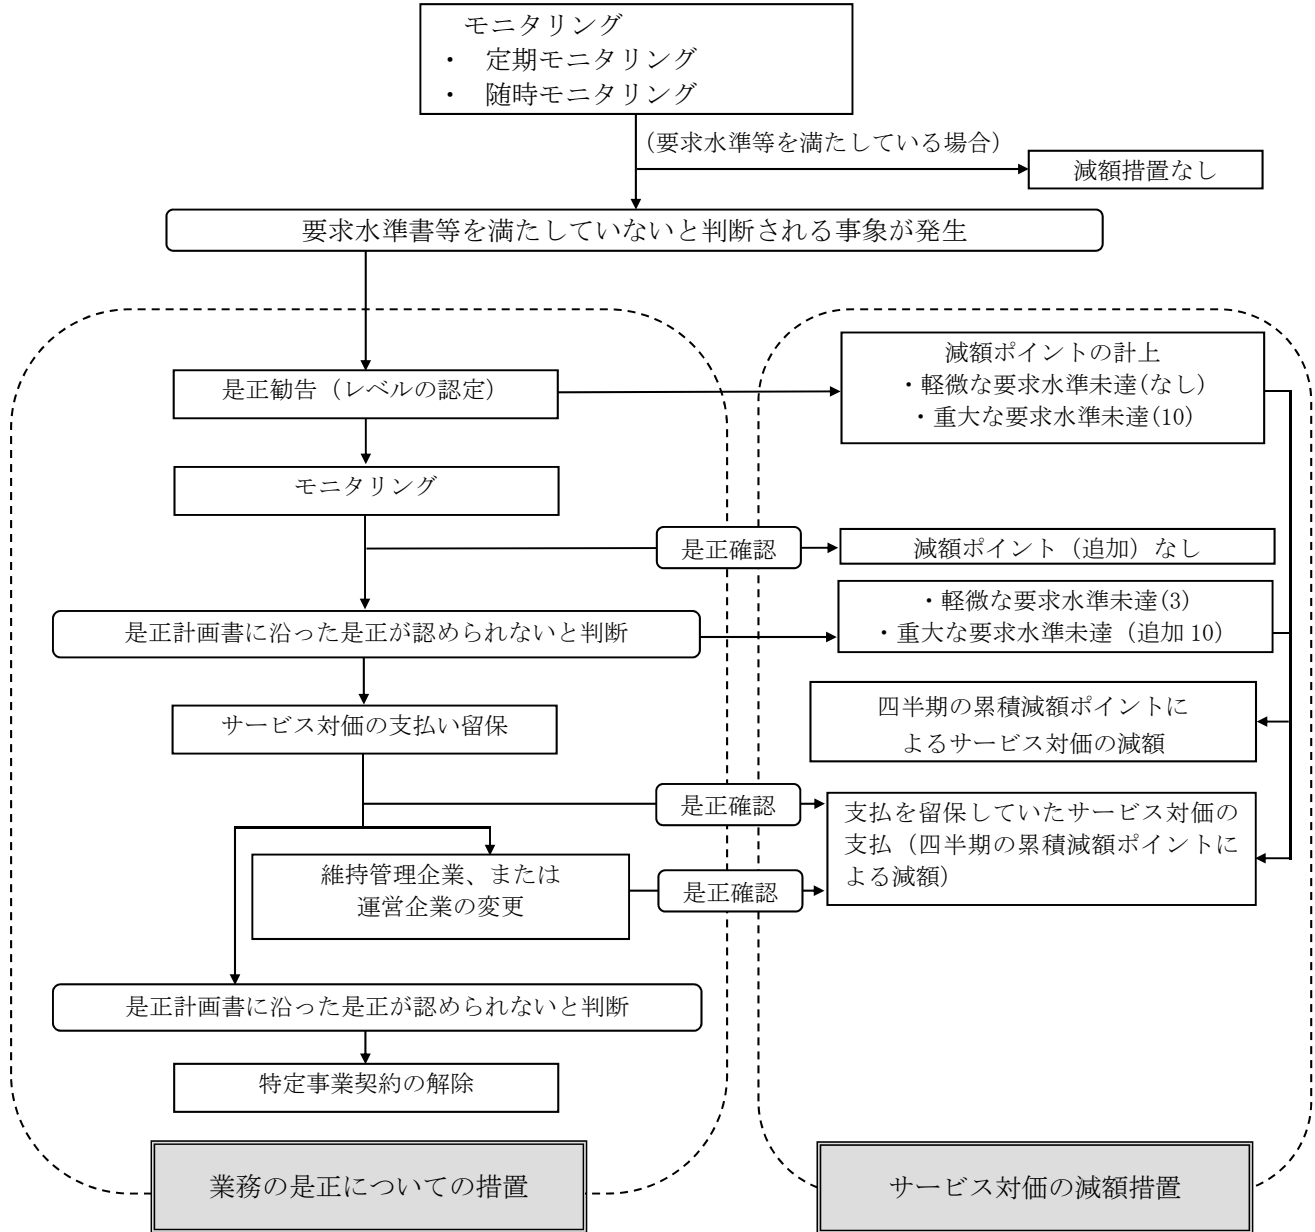 モニタリング
・ 定期モニタリング
・ 随時モニタリング
(要求水準等を満たしている場合)
減額措置なし
要求水準書等を満たしていないと判断される事象が発生
是正勧告（レベルの認定）
減額ポイントの計上
・軽微な要求水準未達(なし)
・重大な要求水準未達(10)
モニタリング
是正確認
減額ポイント（追加）なし
是正計画書に沿った是正が認められないと判断
・軽微な要求水準未達(3)
・重大な要求水準未達（追加 10）
サービス対価の支払い留保
四半期の累積減額ポイントに
よるサービス対価の減額
是正確認
支払を留保していたサービス対価の
支払（四半期の累積減額ポイントに
よる減額）
維持管理企業、または
運営企業の変更
是正確認
是正計画書に沿った是正が認められないと判断
特定事業契約の解除
業務の是正についての措置
サービス対価の減額措置